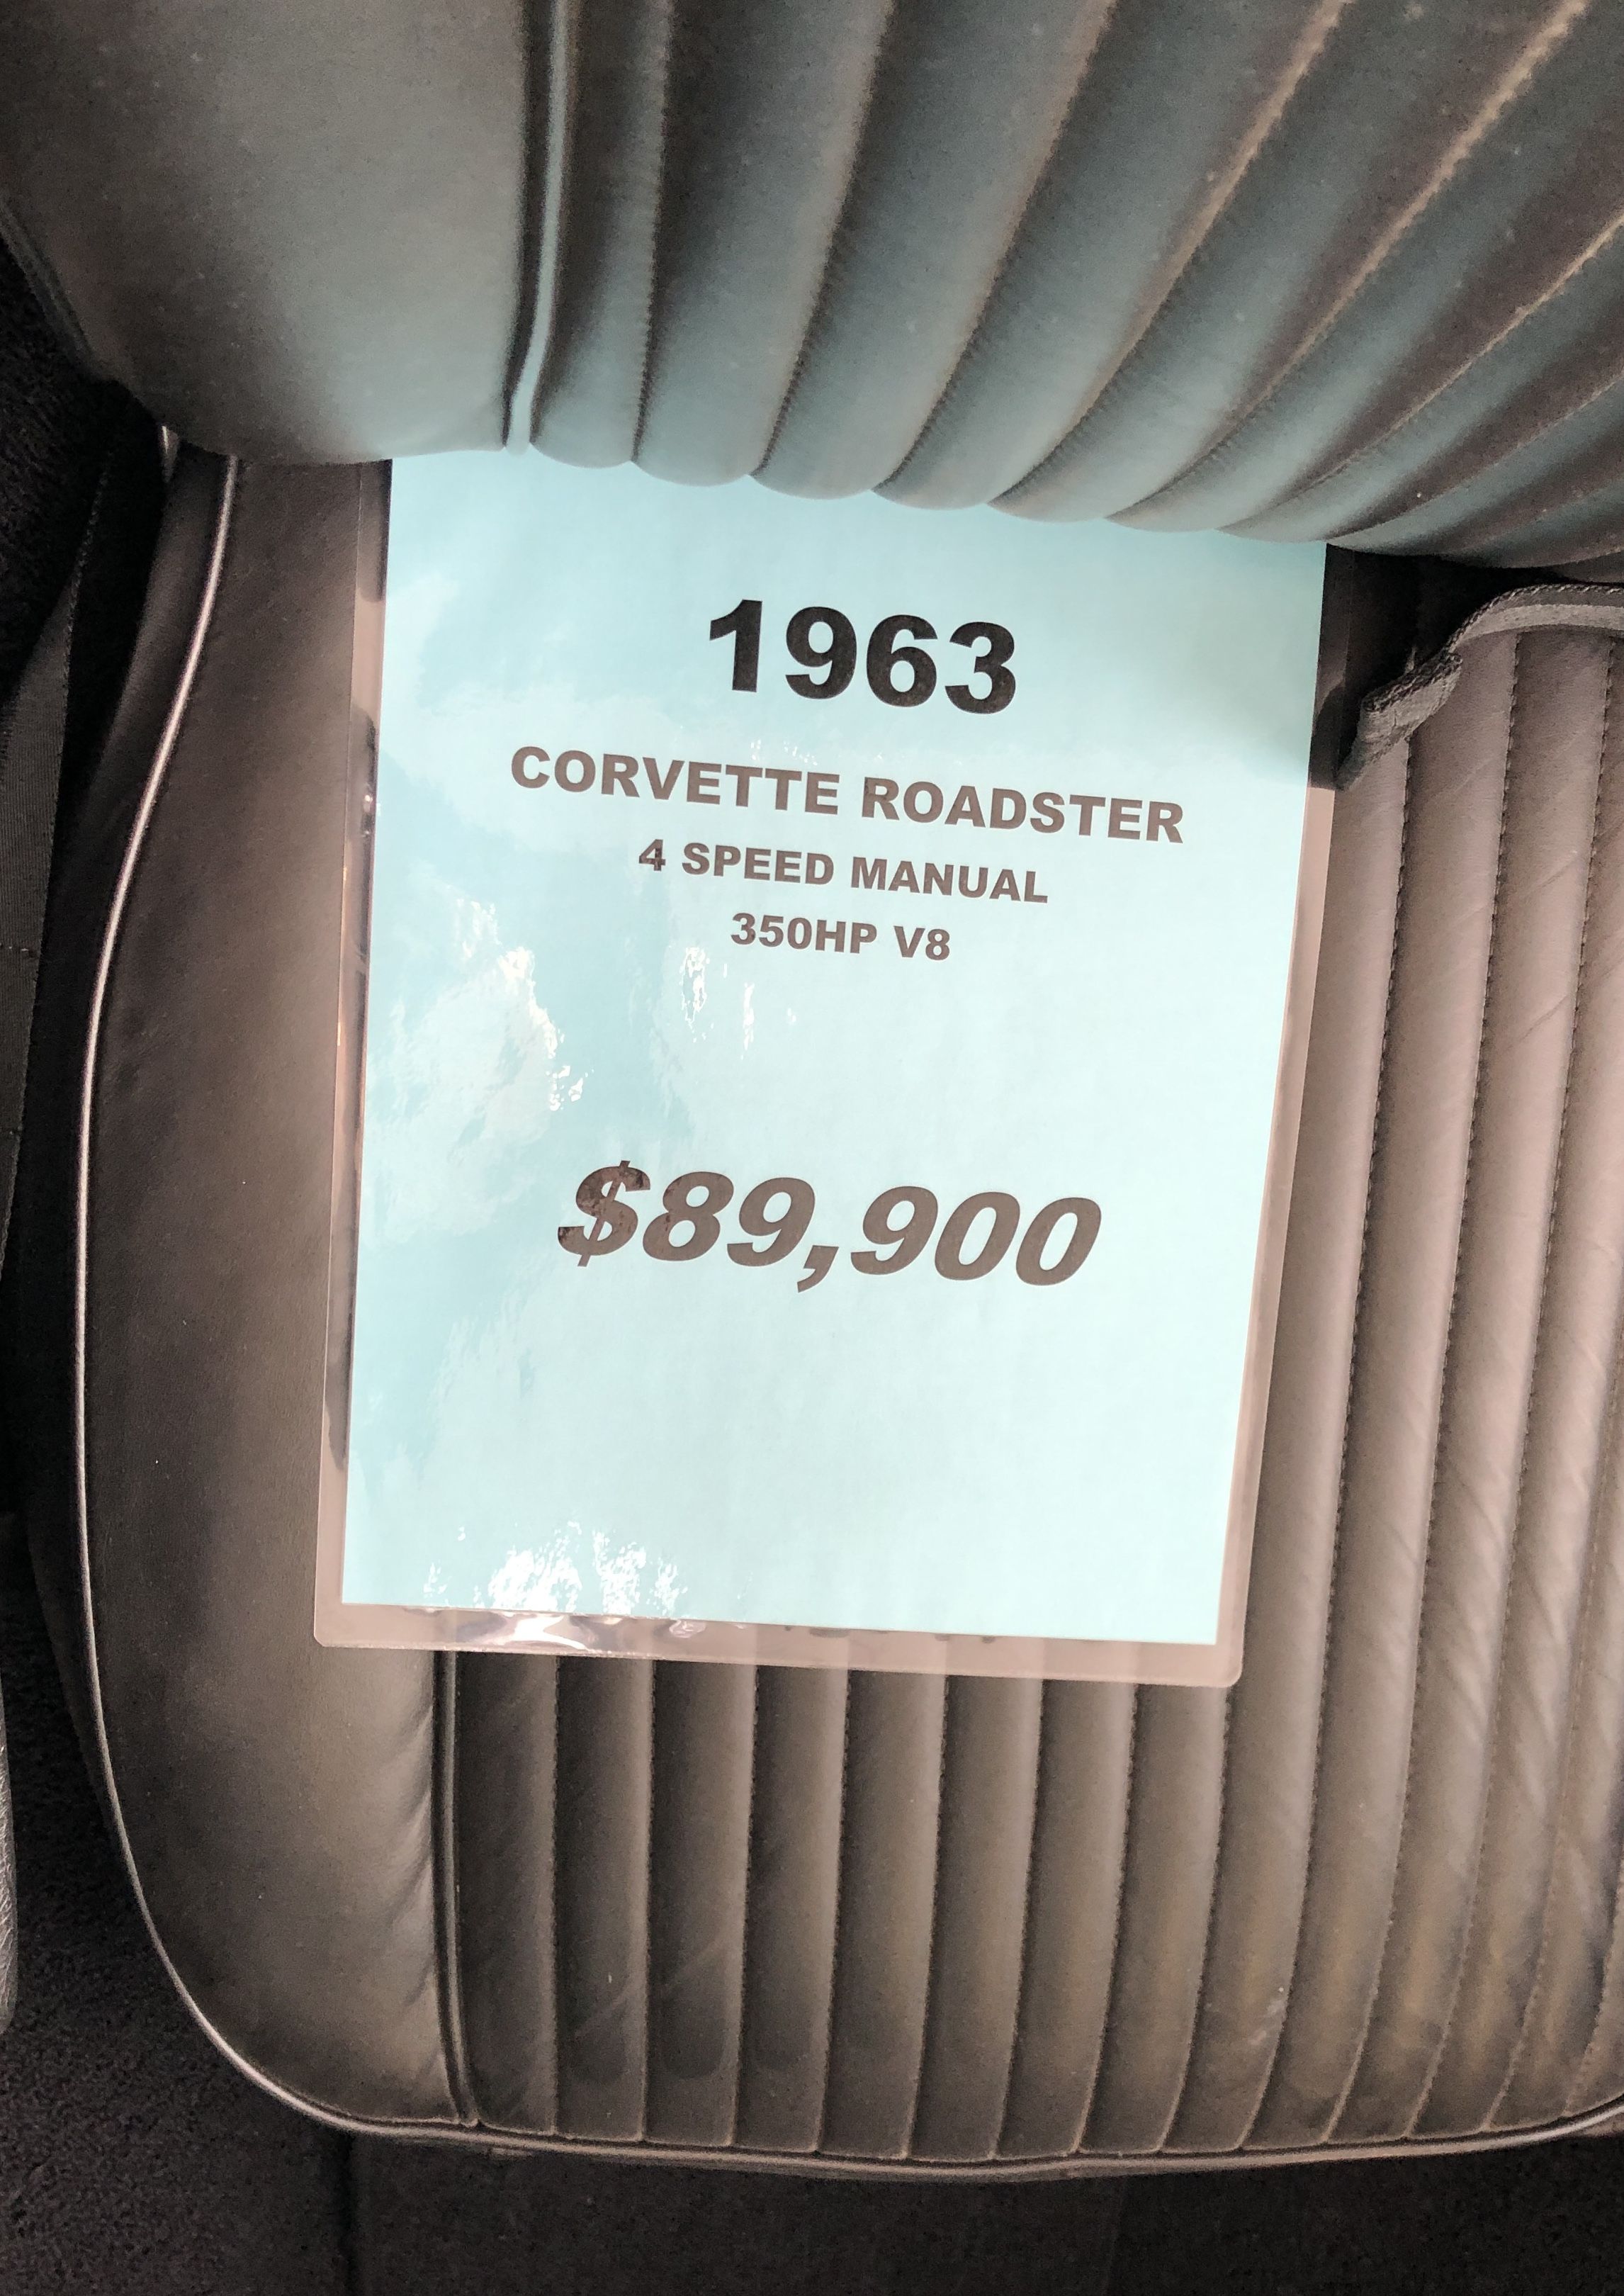 1963
CORVETTE ROADSTER
4 SPEED MANUAL
350HP V8
$89,900